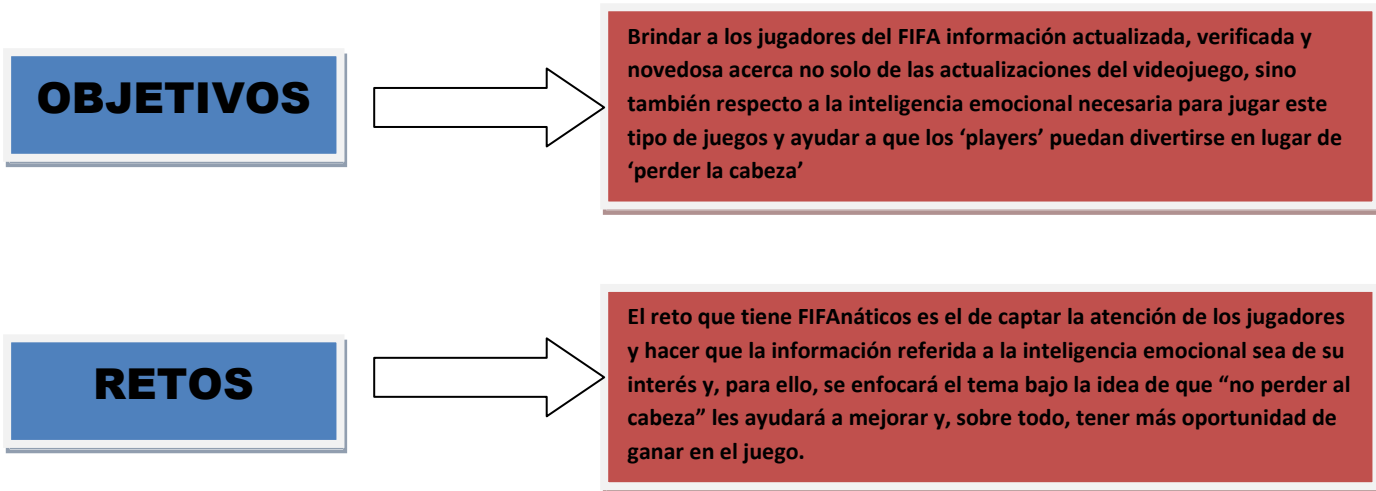 OBJETIVOS
Brindar a los jugadores del FIFA información actualizada, verificada y
novedosa acerca no solo de las actualizaciones del videojuego, sino
también respecto a la inteligencia emocional necesaria para jugar este
tipo de juegos y ayudar a que los ‘players’ puedan divertirse en lugar de
‘perder la cabeza’
RETOS
El reto que tiene FIFAnáticos es el de captar la atención de los jugadores
y hacer que la información referida a la inteligencia emocional sea de su
interés y, para ello, se enfocará el tema bajo la idea de que “no perder al
cabeza” les ayudará a mejorar y, sobre todo, tener más oportunidad de
ganar en el juego.